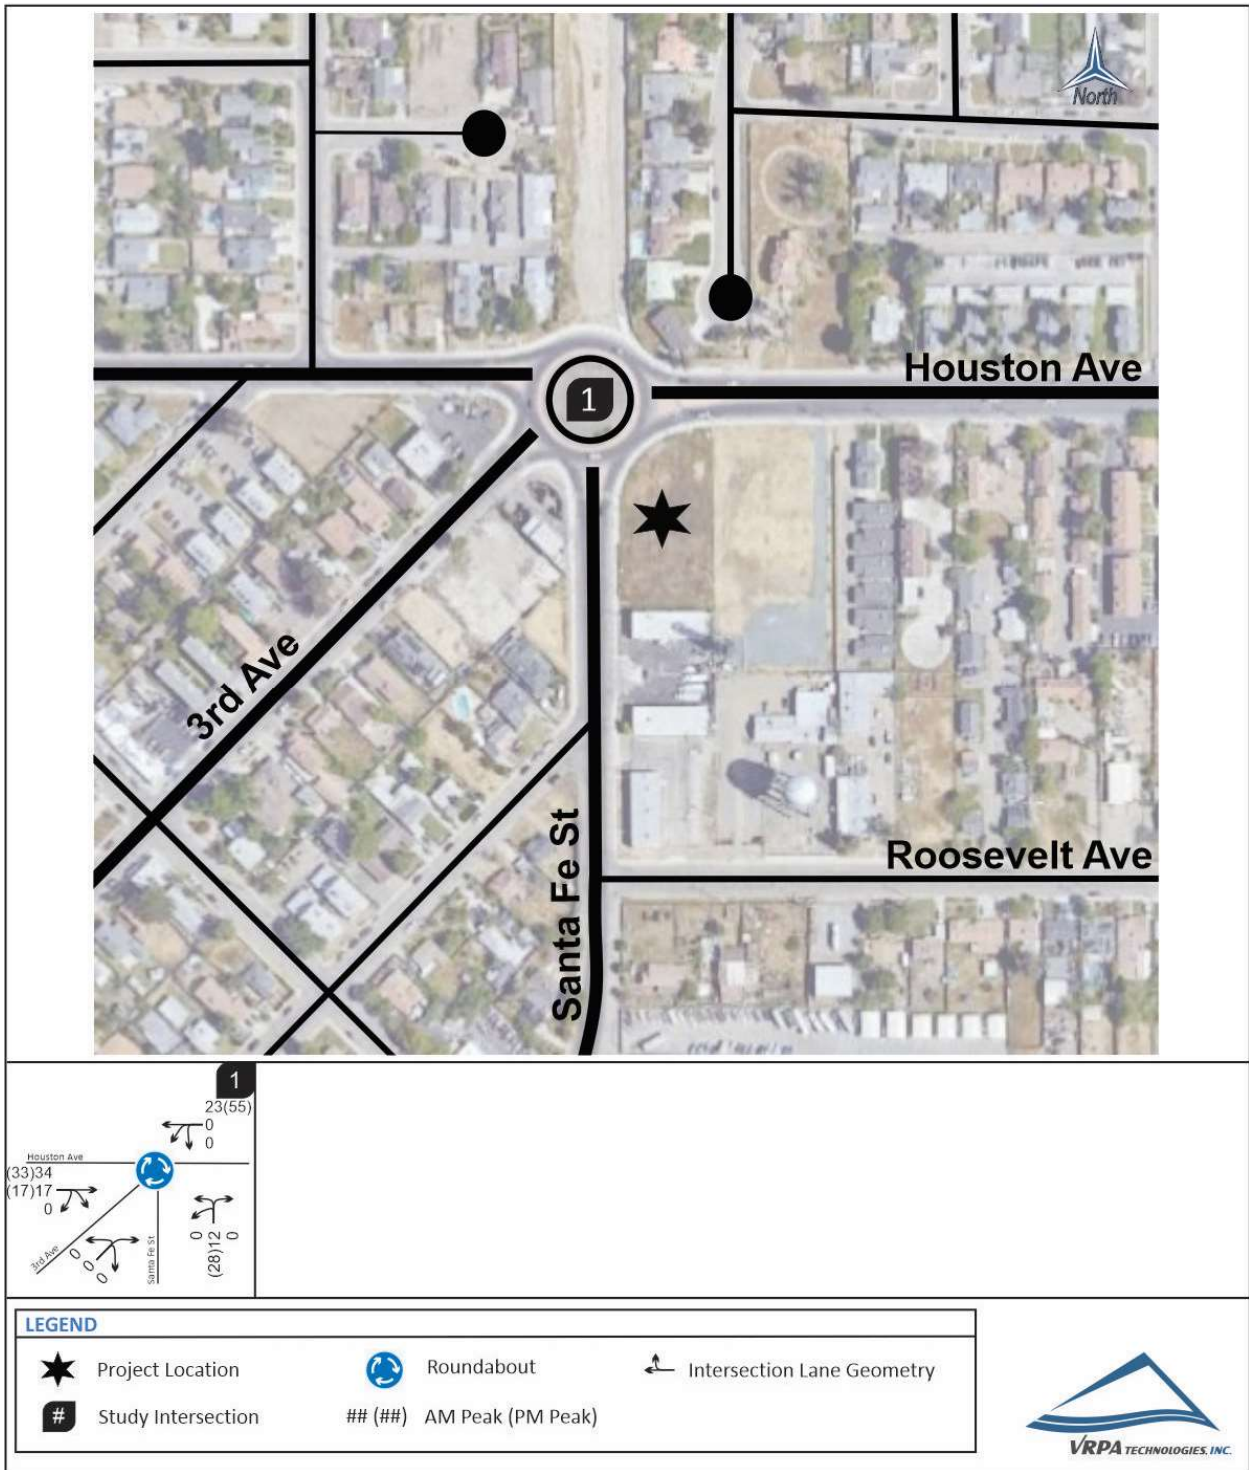 North
Houston Ave
1
3rd Ave
Santa Fe St
Roosevelt Ave
1
23(55)
0
0
Houston Ave
(33)34
(17)17
0
3rd Ave
0
0
0
Santa Fe St
0
(28)12
0
LEGEND
Project Location
Roundabout
Intersection Lane Geometry
# Study Intersection
## (##) AM Peak (PM Peak)
VRPA TECHNOLOGIES, INC.